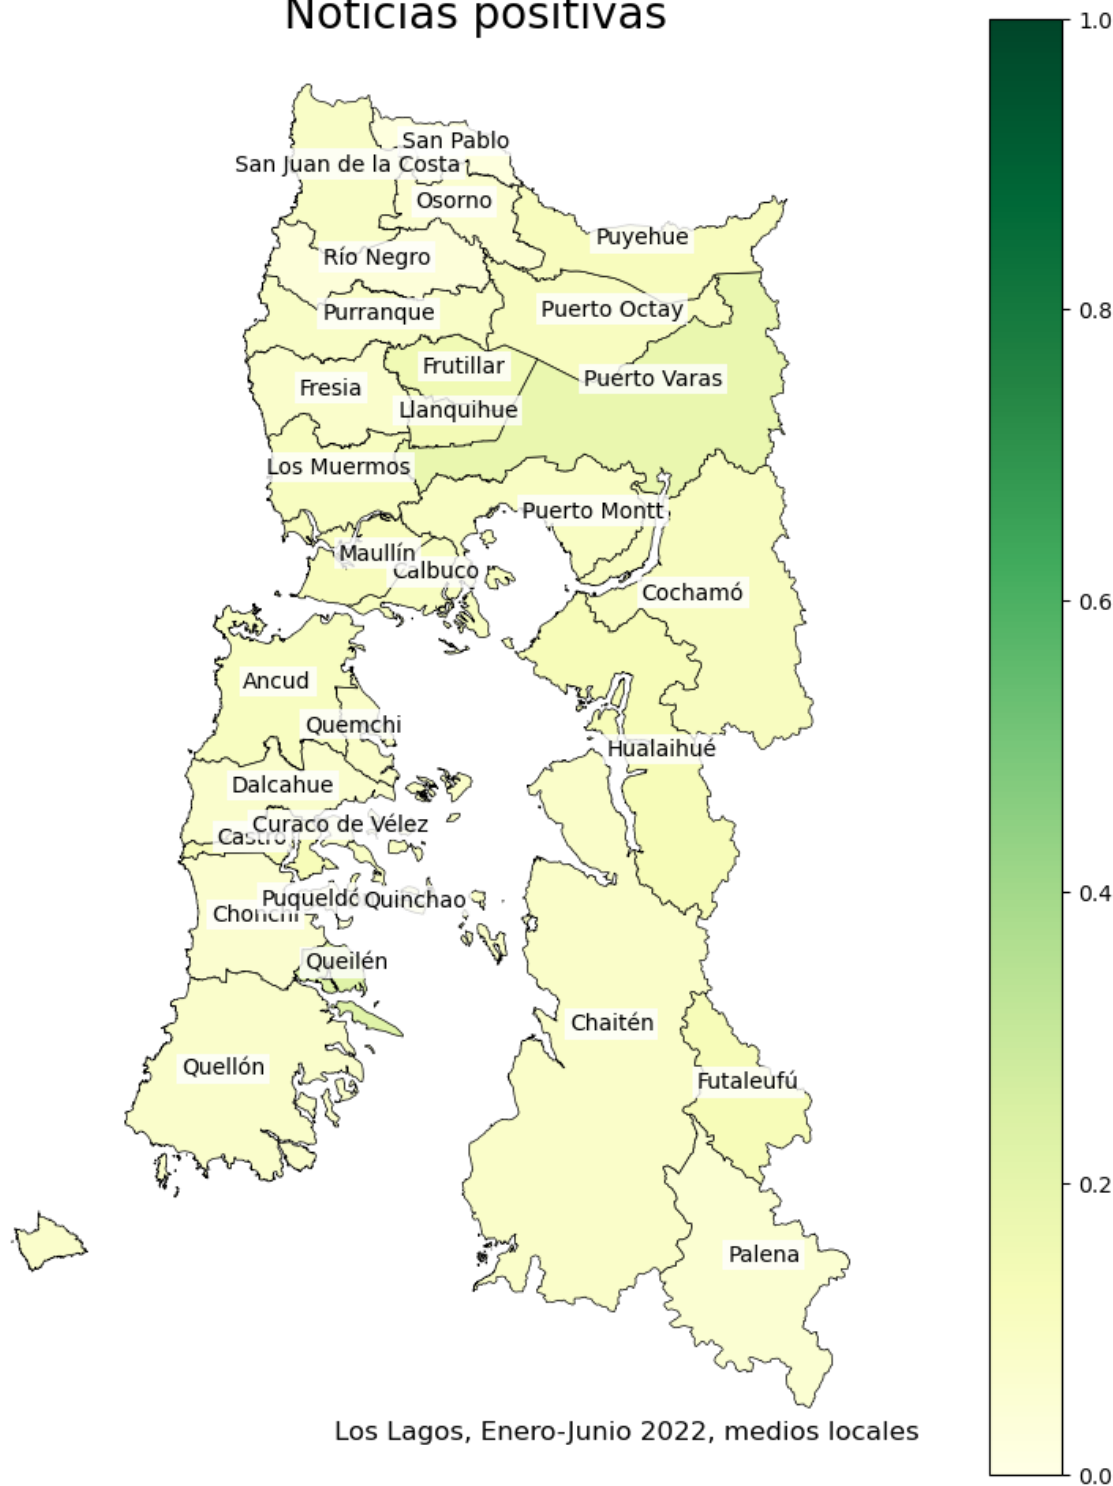 Noticias positivas
1.0
San Pablo
San Juan de la Costa
Osorno
Puyehue
Río Negro
Puerto Octay
0.8
Purranque
Frutillar
Puerto Varas
Fresia
Llanquihue
Los Muermos
Puerto Montt
Maullín
Calbuco
Cochamó
0.6
Ancud
Quemchi
Hualaihué
Dalcahue
Curaco de Vélez
Castro
0.4
Puqueldó
Quinchao
Chonchi
Queilén
Chaitén
Quellón
Futaleufú
0.2
Palena
Los Lagos, Enero-Junio 2022, medios locales
0.0